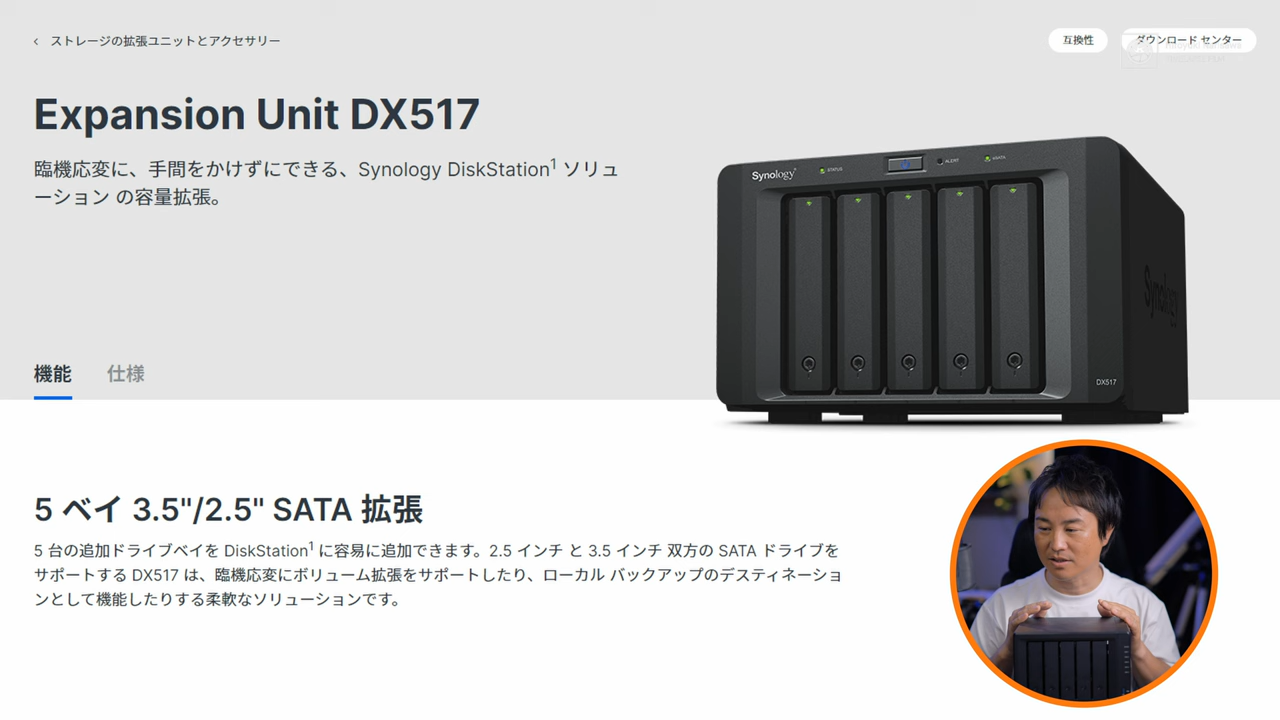 ‹ ストレージの拡張ユニットとアクセサリー
互換性
ダウンロード センター
Expansion Unit DX517
臨機応変に、手間をかけずにできる、Synology DiskStation¹ ソリュ
ーション の容量拡張。
Synology
STATUS
ALERT
eSATA
Synology
DX517
機能
仕様
5 ベイ 3.5"/2.5" SATA 拡張
5 台の追加ドライブベイを DiskStation¹ に容易に追加できます。2.5 インチ と 3.5 インチ 双方の SATA ドライブを
サポートする DX517 は、臨機応変にボリューム拡張をサポートしたり、ローカル バックアップのデスティネーショ
ンとして機能したりする柔軟なソリューションです。